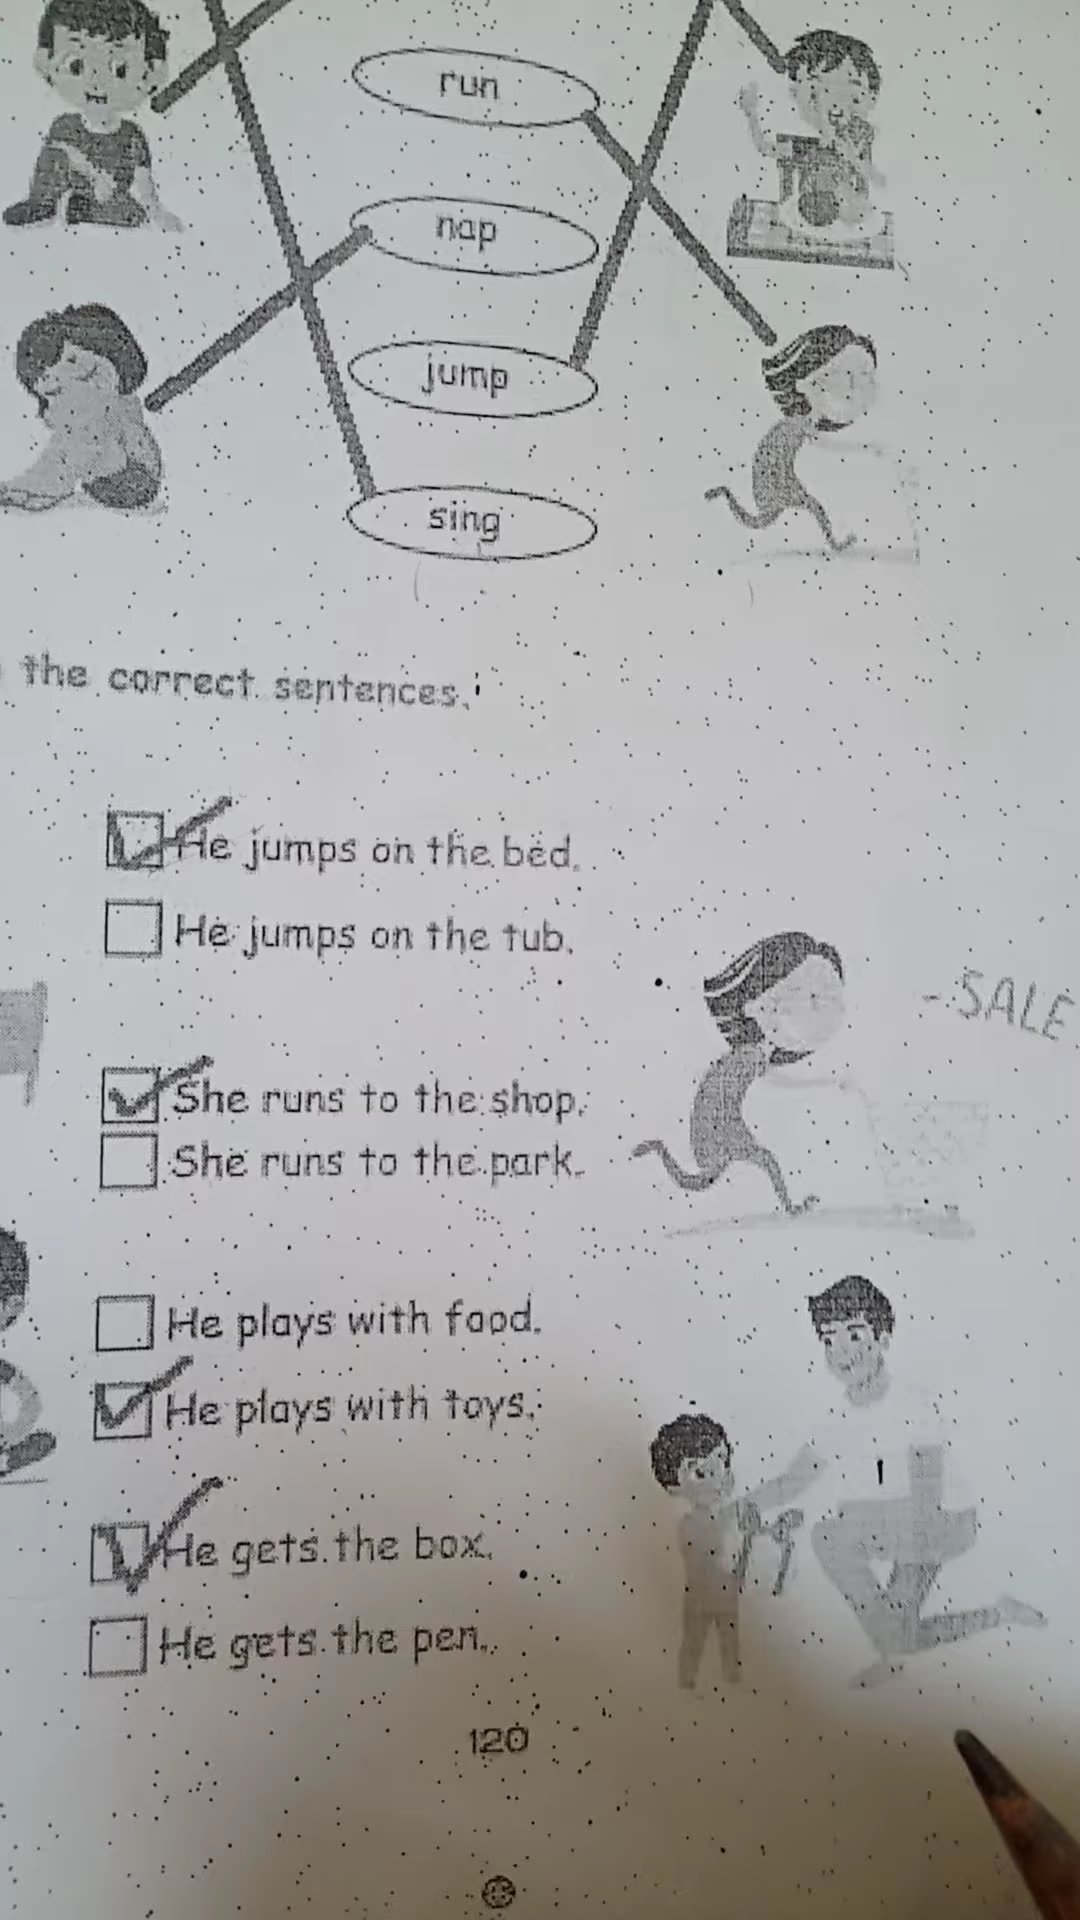 run
nap
jump
sing
the correct sentences.
He jumps on the bed.
He jumps on the tub.
- SALE
She runs to the shop.
She runs to the park.
He plays with food.
He plays with toys.
He gets the box.
He gets the pen.
120